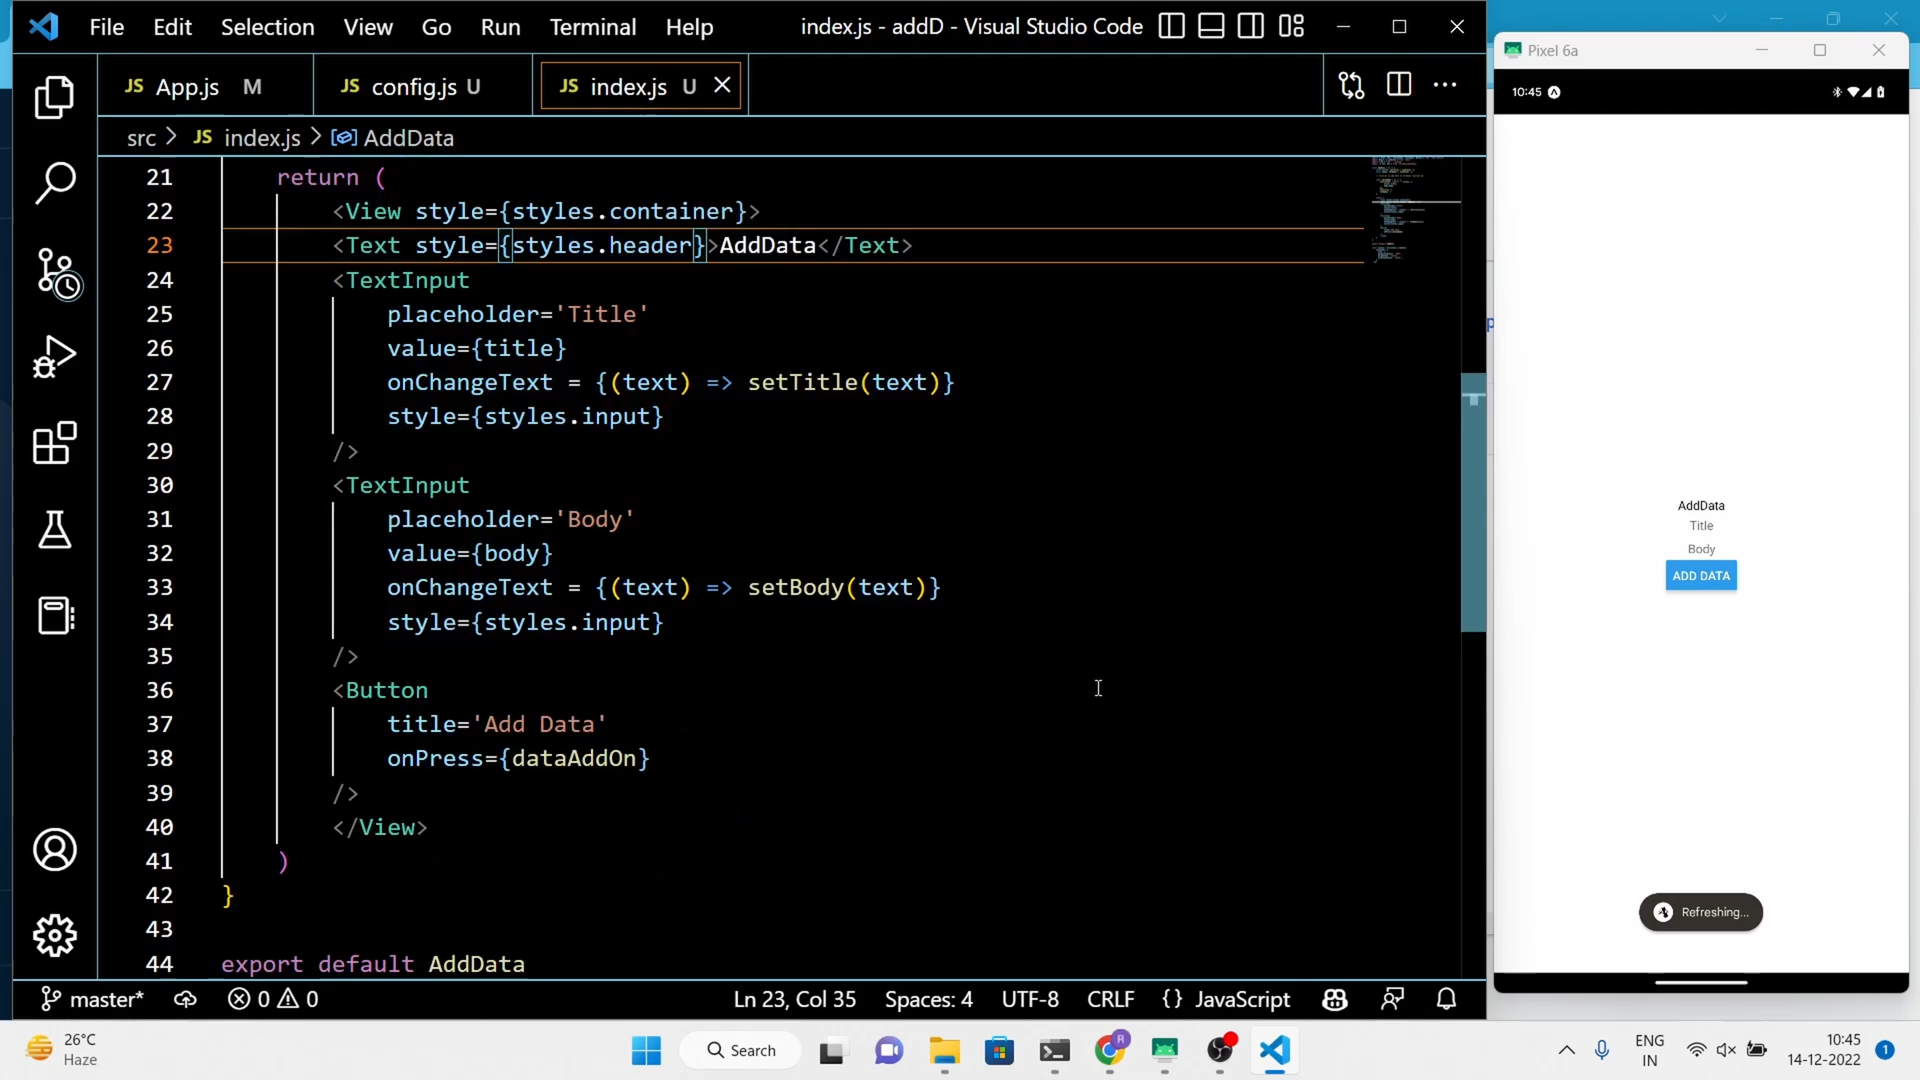 File Edit Selection View Go Run Terminal Help index.js - addD - Visual Studio Code
JS App.js M JS config.js U JS index.js U
src > JS index.js > AddData
21 return (
22 <View style={styles.container}>
23 <Text style={styles.header}>AddData</Text>
24 <TextInput
25 placeholder='Title'
26 value={title}
27 onChangeText = {(text) => setTitle(text)}
28 style={styles.input}
29 />
30 <TextInput
31 placeholder='Body'
32 value={body}
33 onChangeText = {(text) => setBody(text)}
34 style={styles.input}
35 />
36 <Button
37 title='Add Data'
38 onPress={dataAddOn}
39 />
40 </View>
41 )
42 }
43
44 export default AddData
master* 0 0 Ln 23, Col 35 Spaces: 4 UTF-8 CRLF {} JavaScript
Pixel 6a
10:45
AddData
Title
Body
ADD DATA
Refreshing...
26°C
Haze
Search
R
ENG
IN
10:45
14-12-2022
1